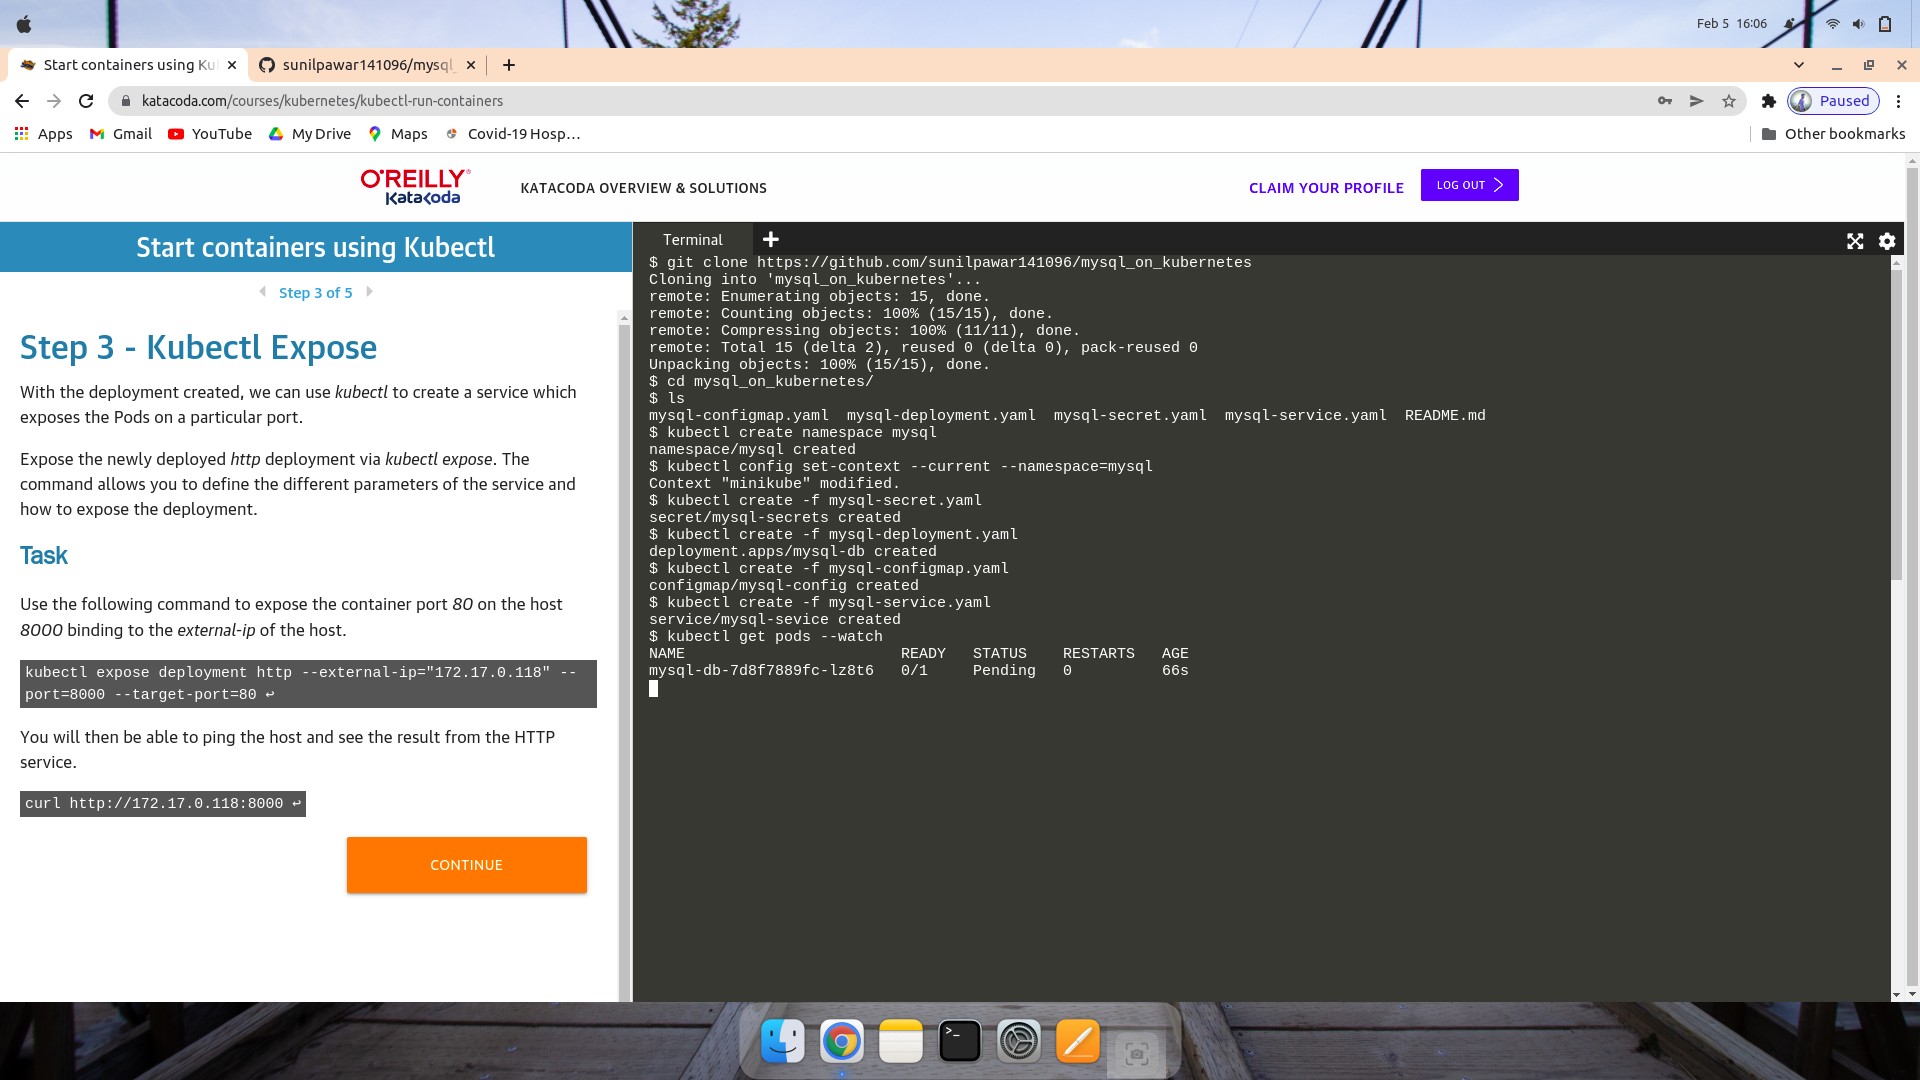 Feb 5 16:06
Start containers using Ku
sunilpawar141096/mysql_
katacoda.com/courses/kubernetes/kubectl-run-containers
Paused
Apps
Gmail
YouTube
My Drive
Maps
Covid-19 Hosp…
Other bookmarks
O'REILLY
Katacoda
KATACODA OVERVIEW & SOLUTIONS
CLAIM YOUR PROFILE
LOG OUT
Start containers using Kubectl
Step 3 of 5
Step 3 - Kubectl Expose
With the deployment created, we can use kubectl to create a service which
exposes the Pods on a particular port.
Expose the newly deployed http deployment via kubectl expose. The
command allows you to define the different parameters of the service and
how to expose the deployment.
Task
Use the following command to expose the container port 80 on the host
8000 binding to the external-ip of the host.
kubectl expose deployment http --external-ip="172.17.0.118" --
port=8000 --target-port=80 ↩
You will then be able to ping the host and see the result from the HTTP
service.
curl http://172.17.0.118:8000 ↩
CONTINUE
Terminal
$ git clone https://github.com/sunilpawar141096/mysql_on_kubernetes
Cloning into 'mysql_on_kubernetes'...
remote: Enumerating objects: 15, done.
remote: Counting objects: 100% (15/15), done.
remote: Compressing objects: 100% (11/11), done.
remote: Total 15 (delta 2), reused 0 (delta 0), pack-reused 0
Unpacking objects: 100% (15/15), done.
$ cd mysql_on_kubernetes/
$ ls
mysql-configmap.yaml  mysql-deployment.yaml  mysql-secret.yaml  mysql-service.yaml  README.md
$ kubectl create namespace mysql
namespace/mysql created
$ kubectl config set-context --current --namespace=mysql
Context "minikube" modified.
$ kubectl create -f mysql-secret.yaml
secret/mysql-secrets created
$ kubectl create -f mysql-deployment.yaml
deployment.apps/mysql-db created
$ kubectl create -f mysql-configmap.yaml
configmap/mysql-config created
$ kubectl create -f mysql-service.yaml
service/mysql-sevice created
$ kubectl get pods --watch
NAME                        READY   STATUS    RESTARTS   AGE
mysql-db-7d8f7889fc-lz8t6   0/1     Pending   0          66s